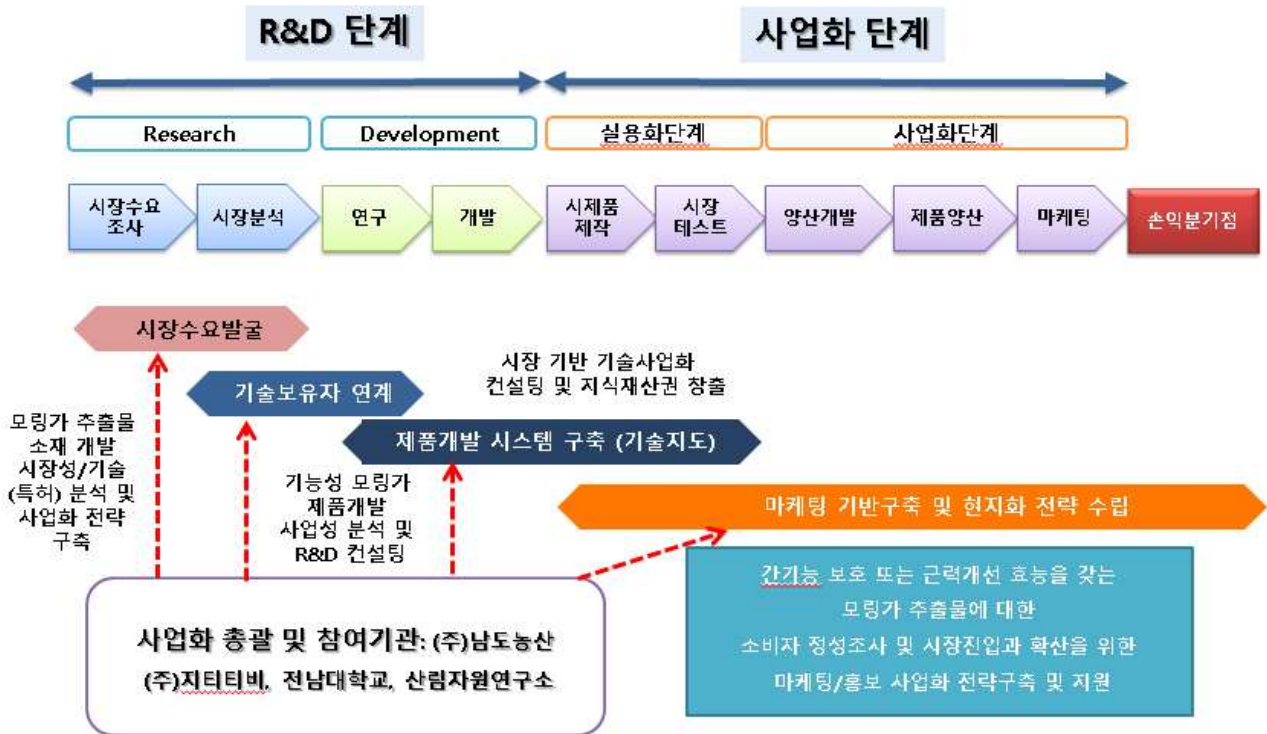 R&D 단계
사업화 단계
Research
Development
실용화단계
사업화단계
시장수요
조사
시장분석
연구
개발
시제품
제작
시장
테스트
양산개발
제품양산
마케팅
손익분기점
시장수요발굴
시장 기반 기술사업화
컨설팅 및 지식재산권 창출
기술보유자 연계
모링가 추출물
소재 개발
시장성/기술
(특허) 분석 및
사업화 전략
구축
제품개발 시스템 구축 (기술지도)
기능성 모링가
제품개발
사업성 분석 및
R&D 컨설팅
마케팅 기반구축 및 현지화 전략 수립
간기능 보호 또는 근력개선 효능을 갖는
모링가 추출물에 대한
소비자 정성조사 및 시장진입과 확산을 위한
마케팅/홍보 사업화 전략구축 및 지원
사업화 총괄 및 참여기관: (주)남도농산
(주)지티티비, 전남대학교, 산림자원연구소